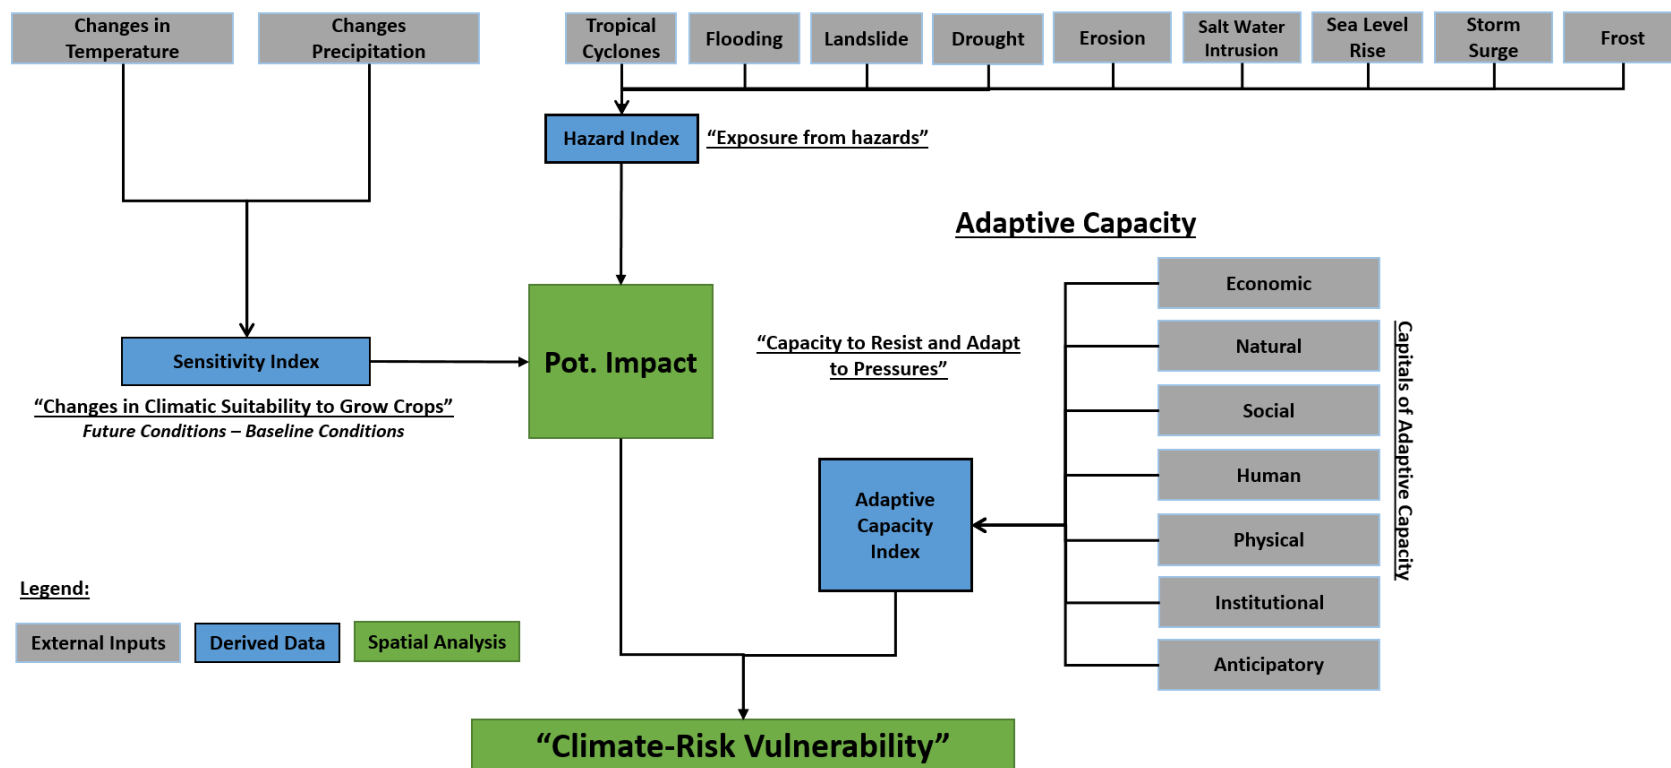 Changes in
Temperature
Changes
Precipitation
Tropical
Cyclones
Flooding
Landslide
Drought
Erosion
Salt Water
Intrusion
Sea Level
Rise
Storm
Surge
Frost
Hazard Index
“Exposure from hazards”
Adaptive Capacity
Economic
Natural
Social
Human
Physical
Institutional
Anticipatory
Capitals of Adaptive Capacity
“Capacity to Resist and Adapt
to Pressures”
Sensitivity Index
“Changes in Climatic Suitability to Grow Crops”
Future Conditions – Baseline Conditions
Pot. Impact
Adaptive
Capacity
Index
Legend:
External Inputs
Derived Data
Spatial Analysis
“Climate-Risk Vulnerability”